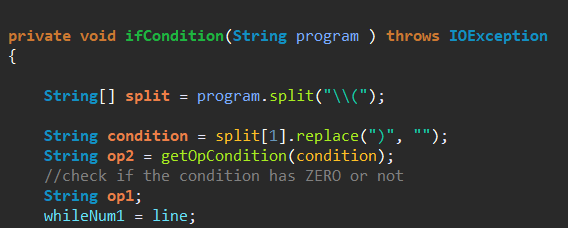 private void ifCondition(String program ) throws IOException
{
String[] split = program.split("\\(");
String condition = split[1].replace(")", "");
String op2 = getOpCondition(condition);
//check if the condition has ZERO or not
String op1;
whileNum1 = line;